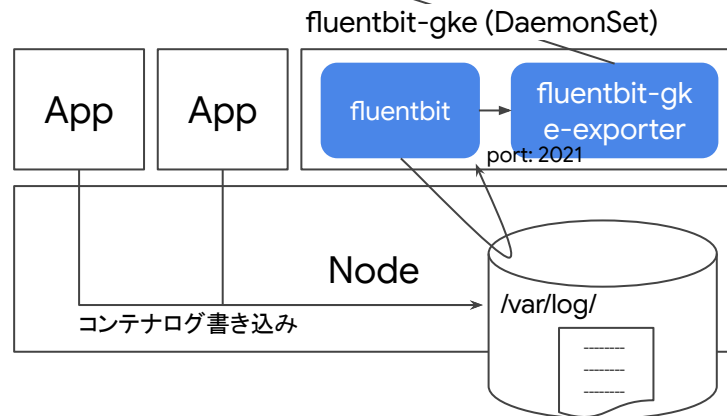 fluentbit-gke (DaemonSet)
App
App
fluentbit
fluentbit-gk
e-exporter
port: 2021
Node
/var/log/
コンテナログ書き込み
--------
--------
--------